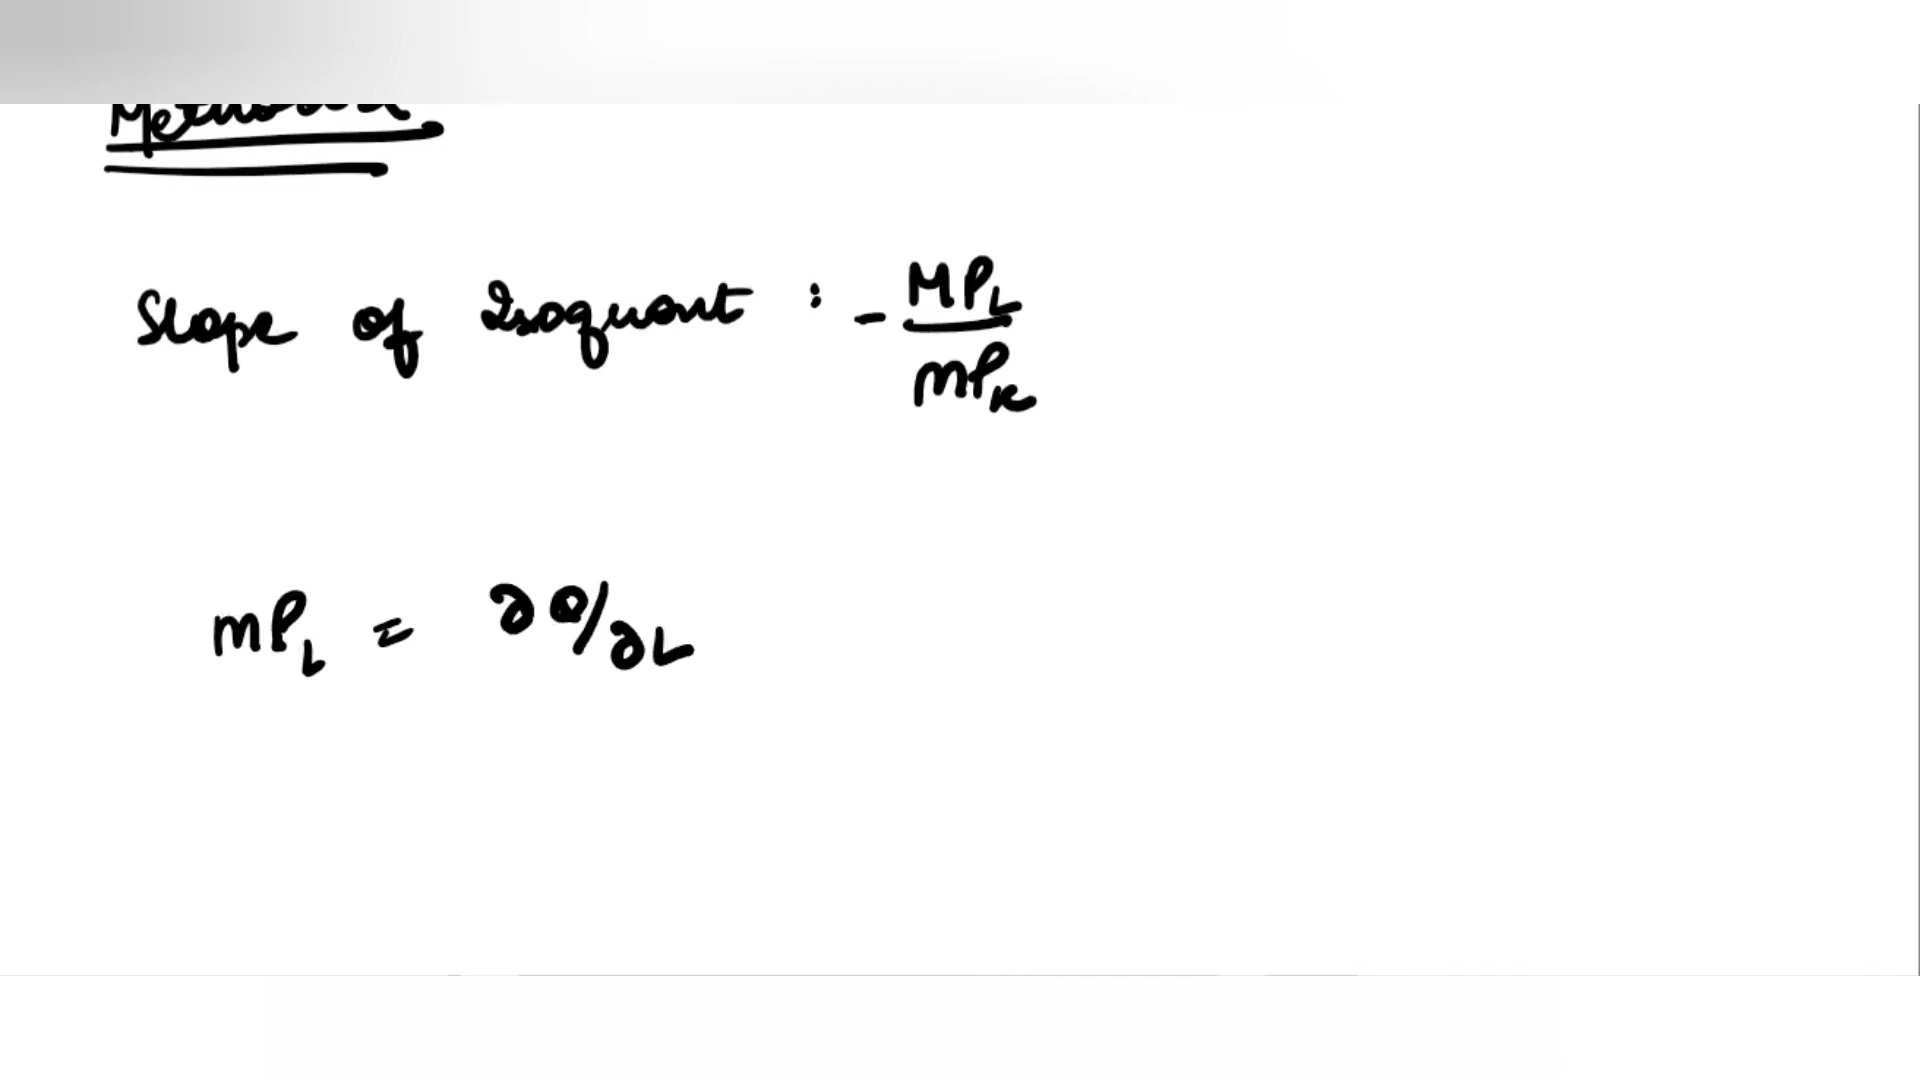 Slope of Isoquant : - MPL / MPK
MPL = ∂Q/∂L